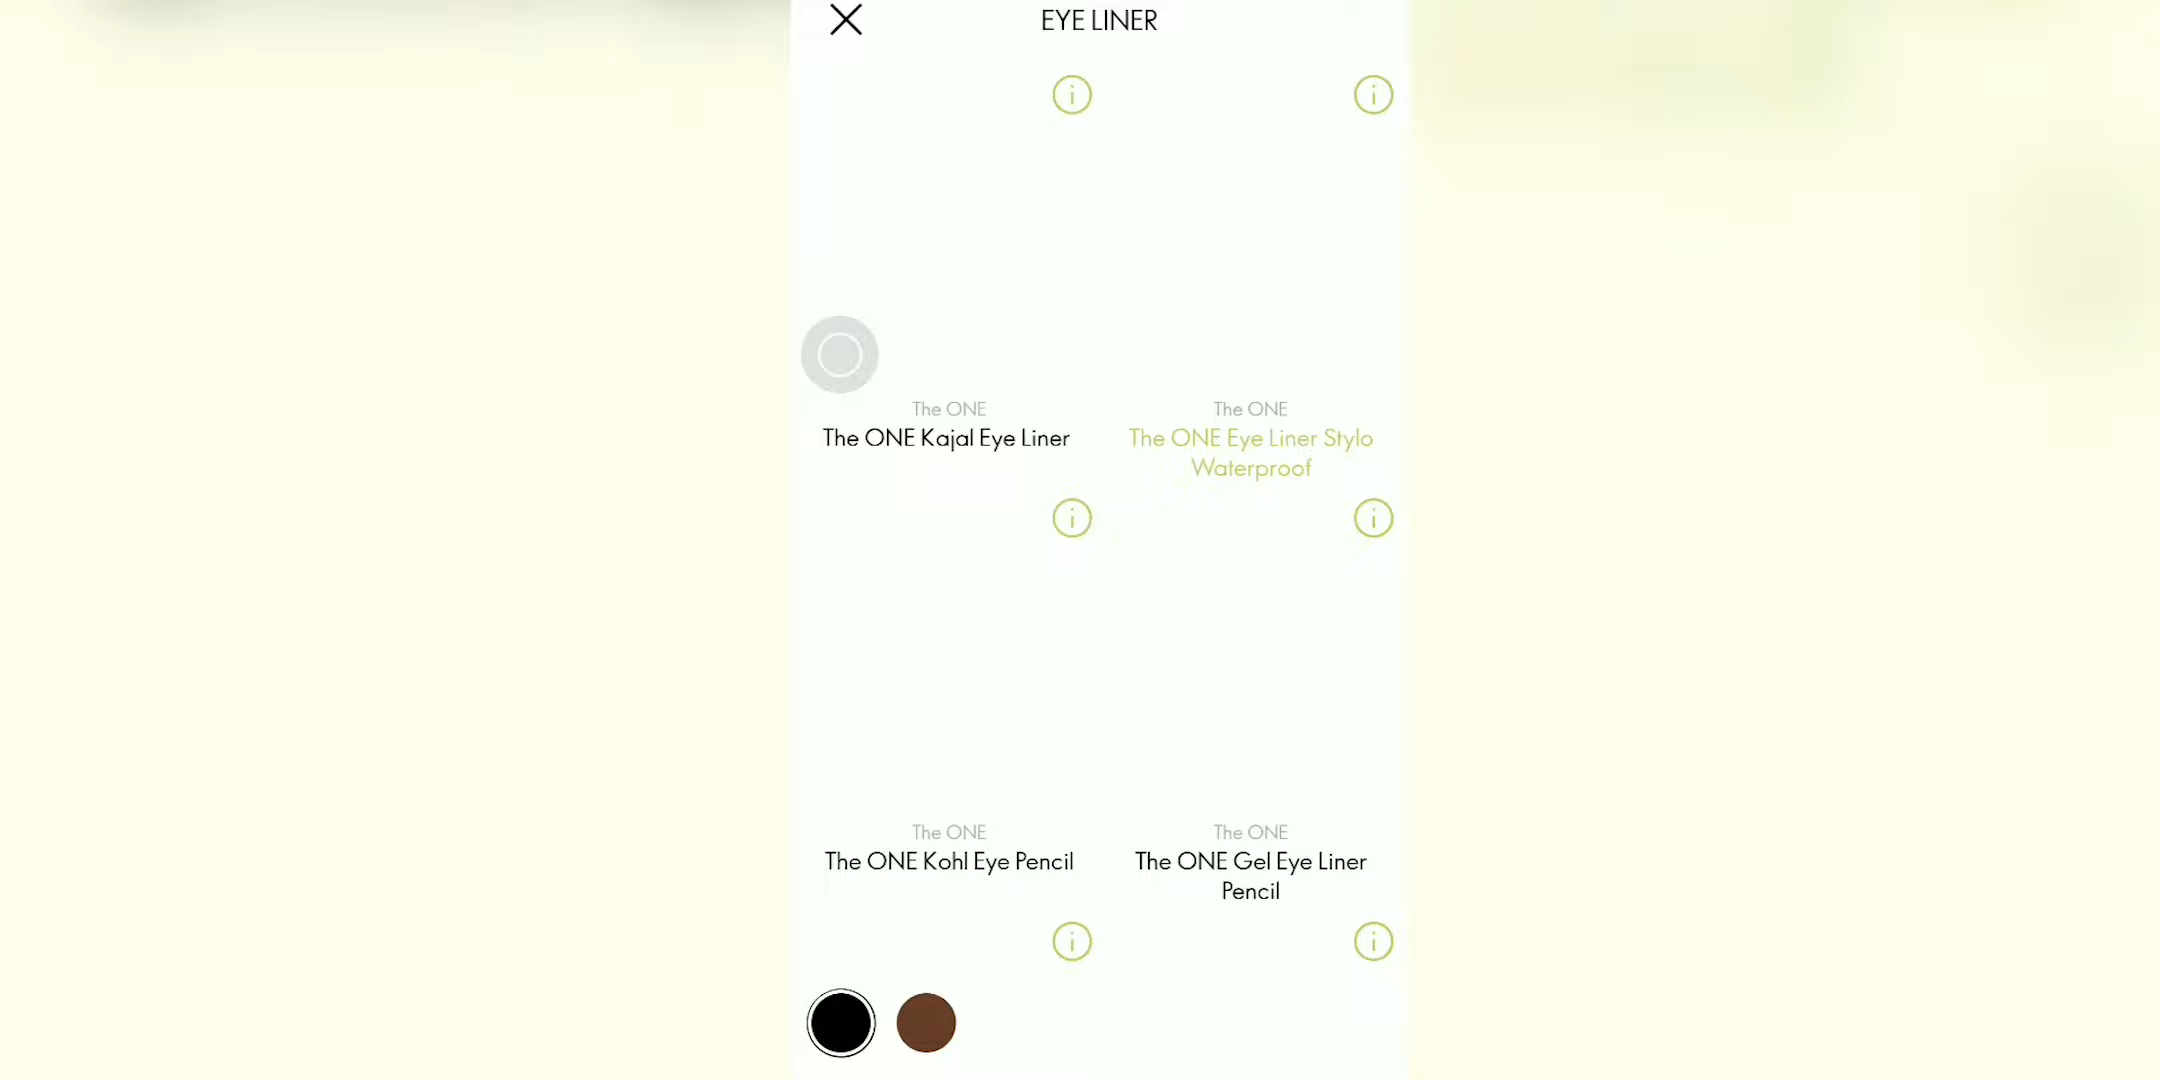 EYE LINER
The ONE
The ONE Kajal Eye Liner
The ONE
The ONE Eye Liner Stylo
Waterproof
The ONE
The ONE Kohl Eye Pencil
The ONE
The ONE Gel Eye Liner
Pencil